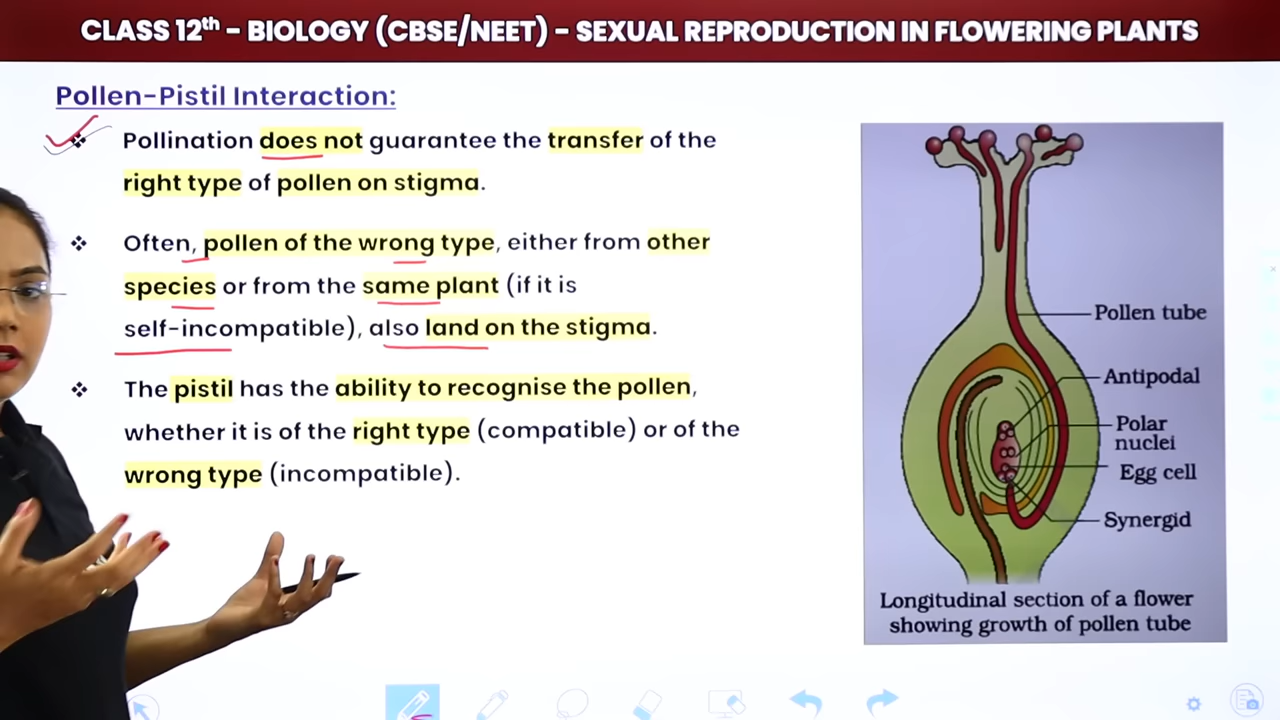 CLASS 12th – BIOLOGY (CBSE/NEET) – SEXUAL REPRODUCTION IN FLOWERING PLANTS
Pollen-Pistil Interaction:
Pollination does not guarantee the transfer of the
right type of pollen on stigma.
Often, pollen of the wrong type, either from other
species or from the same plant (if it is
self-incompatible), also land on the stigma.
The pistil has the ability to recognise the pollen,
whether it is of the right type (compatible) or of the
wrong type (incompatible).
Pollen tube
Antipodal
Polar
nuclei
Egg cell
Synergid
Longitudinal section of a flower
showing growth of pollen tube